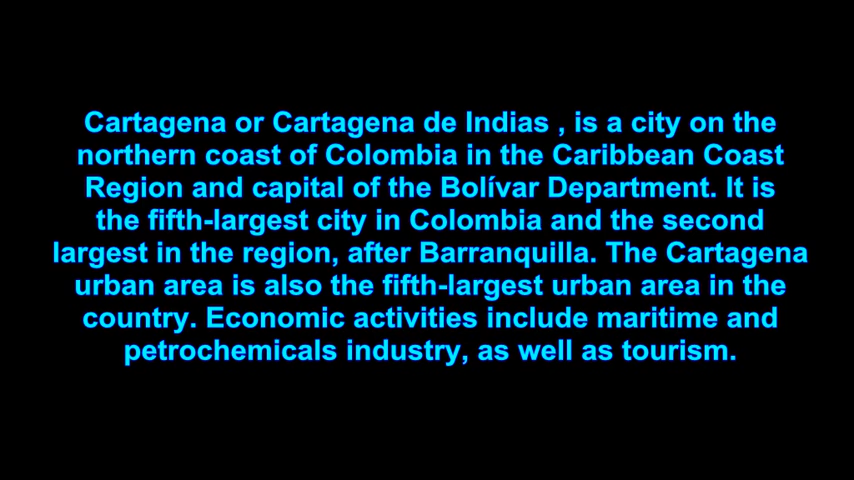 Cartagena or Cartagena de Indias , is a city on the
northern coast of Colombia in the Caribbean Coast
Region and capital of the Bolívar Department. It is
the fifth-largest city in Colombia and the second
largest in the region, after Barranquilla. The Cartagena
urban area is also the fifth-largest urban area in the
country. Economic activities include maritime and
petrochemicals industry, as well as tourism.